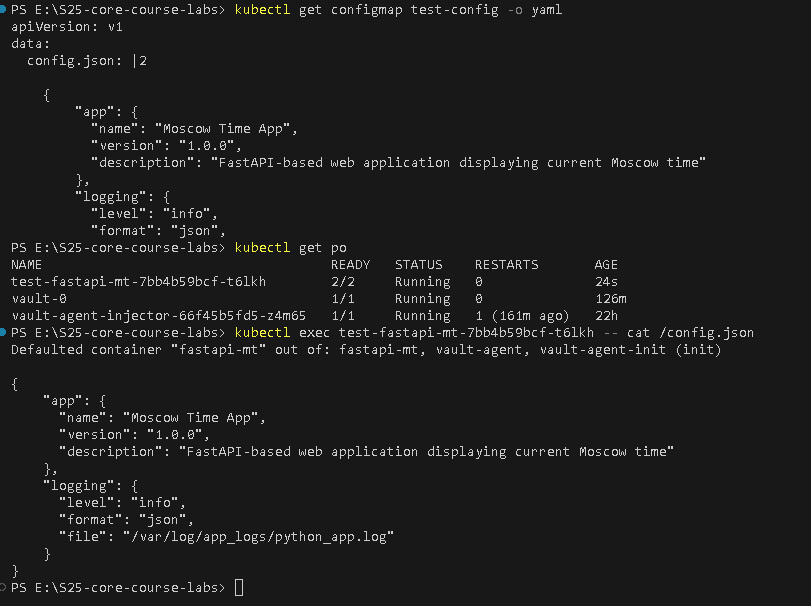 PS E:\S25-core-course-labs> kubectl get configmap test-config -o yaml
apiVersion: v1
data:
  config.json: |2

    {
        "app": {
          "name": "Moscow Time App",
          "version": "1.0.0",
          "description": "FastAPI-based web application displaying current Moscow time"
        },
        "logging": {
          "level": "info",
          "format": "json",
PS E:\S25-core-course-labs> kubectl get po
NAME                                    READY   STATUS    RESTARTS       AGE
test-fastapi-mt-7bb4b59bcf-t6lkh        2/2     Running   0              24s
vault-0                                 1/1     Running   0              126m
vault-agent-injector-66f45b5fd5-z4m65   1/1     Running   1 (161m ago)   22h
PS E:\S25-core-course-labs> kubectl exec test-fastapi-mt-7bb4b59bcf-t6lkh -- cat /config.json
Defaulted container "fastapi-mt" out of: fastapi-mt, vault-agent, vault-agent-init (init)

{
    "app": {
      "name": "Moscow Time App",
      "version": "1.0.0",
      "description": "FastAPI-based web application displaying current Moscow time"
    },
    "logging": {
      "level": "info",
      "format": "json",
      "file": "/var/log/app_logs/python_app.log"
    }
}
PS E:\S25-core-course-labs>